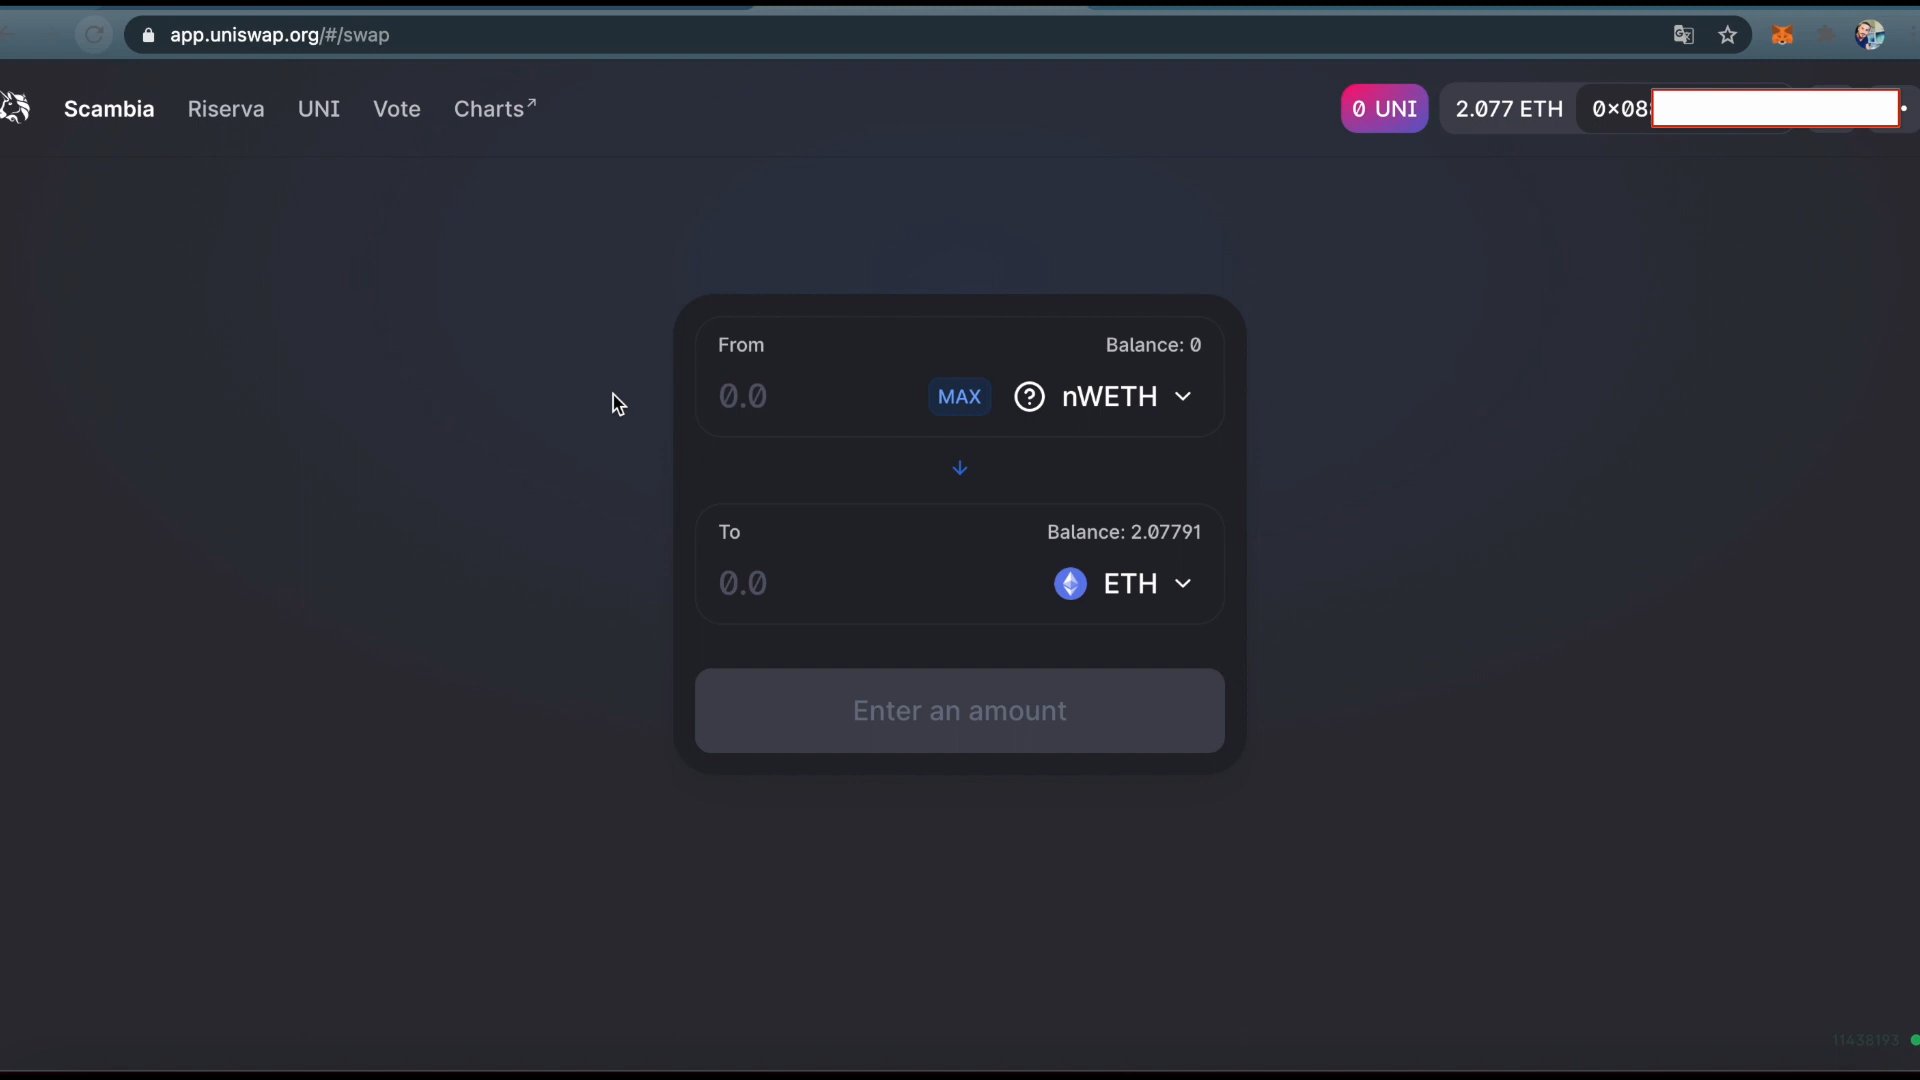 app.uniswap.org/#/swap
Scambia Riserva UNI Vote Charts↗ 0 UNI 2.077 ETH 0x08
From Balance: 0
0.0 MAX ? nWETH
To Balance: 2.07791
0.0 ETH
Enter an amount
11438193